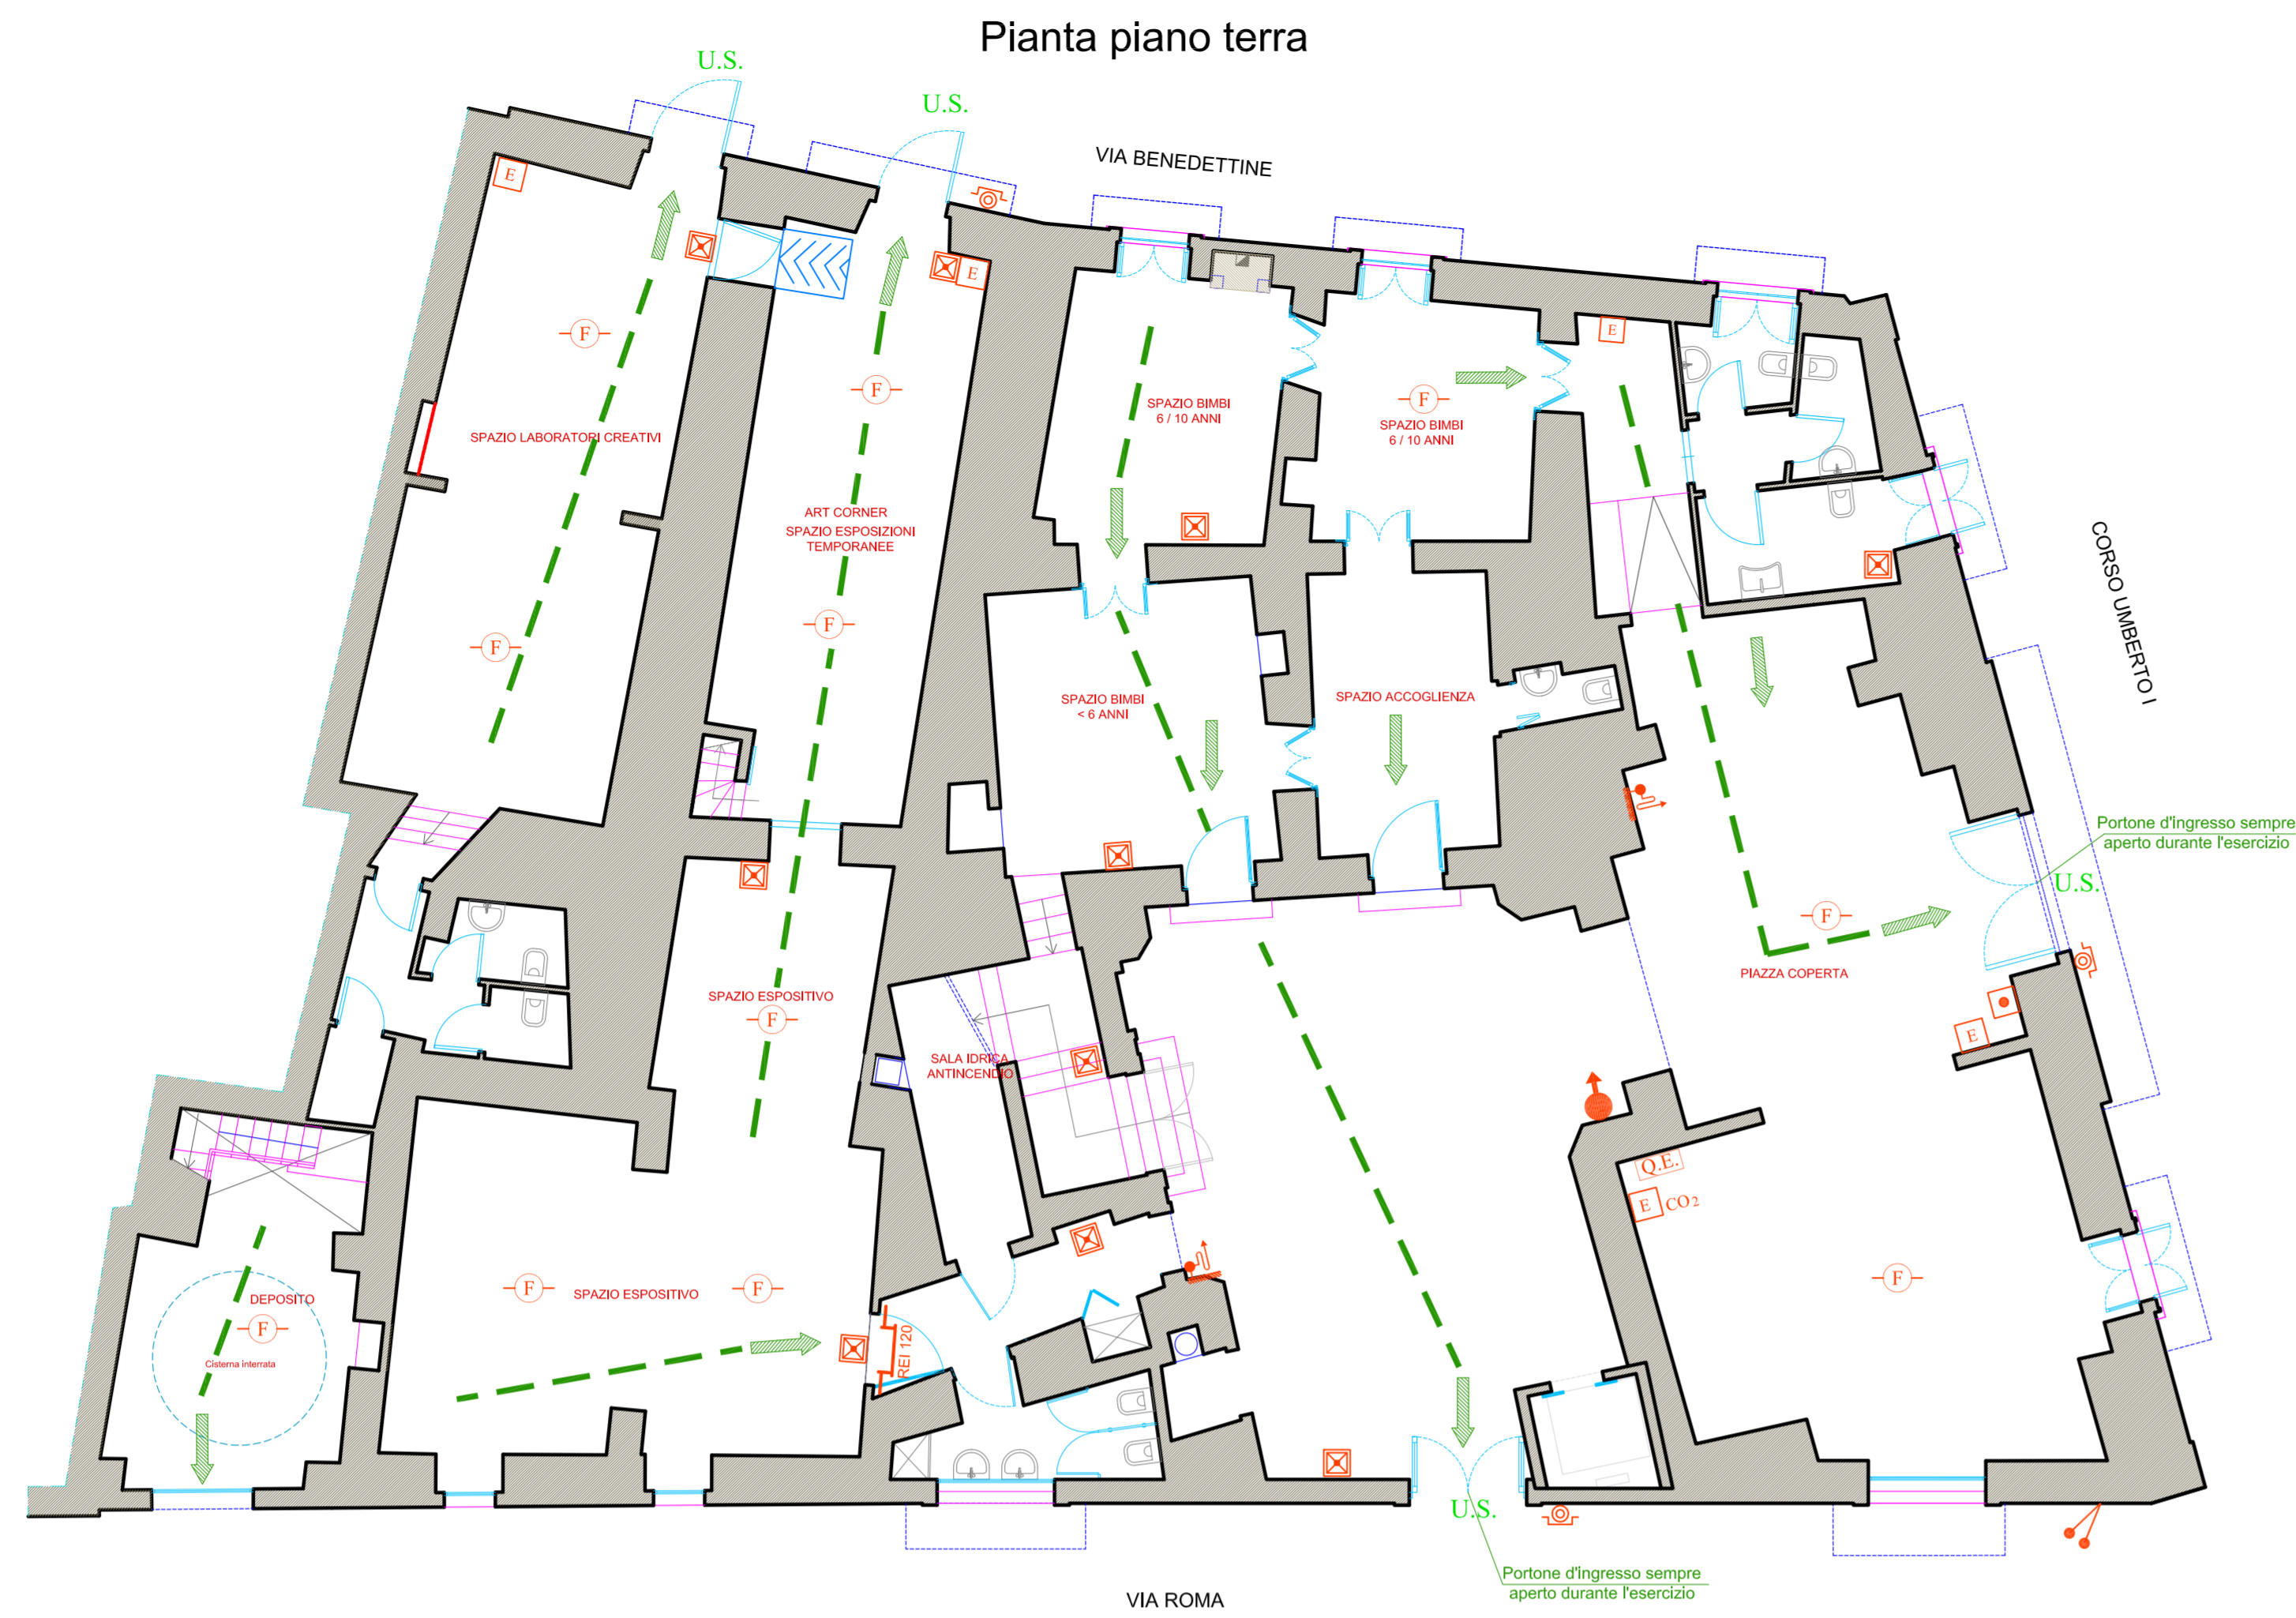 Pianta piano terra
U.S.
U.S.
VIA BENEDETTINE
E
E
E
F
F
SPAZIO BIMBI
6 / 10 ANNI
F
SPAZIO BIMBI
6 / 10 ANNI
SPAZIO LABORATORI CREATIVI
ART CORNER
SPAZIO ESPOSIZIONI
TEMPORANEE
CORSO UMBERTO I
F
F
SPAZIO BIMBI
< 6 ANNI
SPAZIO ACCOGLIENZA
Portone d'ingresso sempre
aperto durante l'esercizio
U.S.
F
PIAZZA COPERTA
SPAZIO ESPOSITIVO
F
E
SALA IDRICA
ANTINCENDIO
Q.E.
E CO2
F
DEPOSITO
F
Cisterna interrata
F
SPAZIO ESPOSITIVO
F
REI 120
U.S.
Portone d'ingresso sempre
aperto durante l'esercizio
VIA ROMA